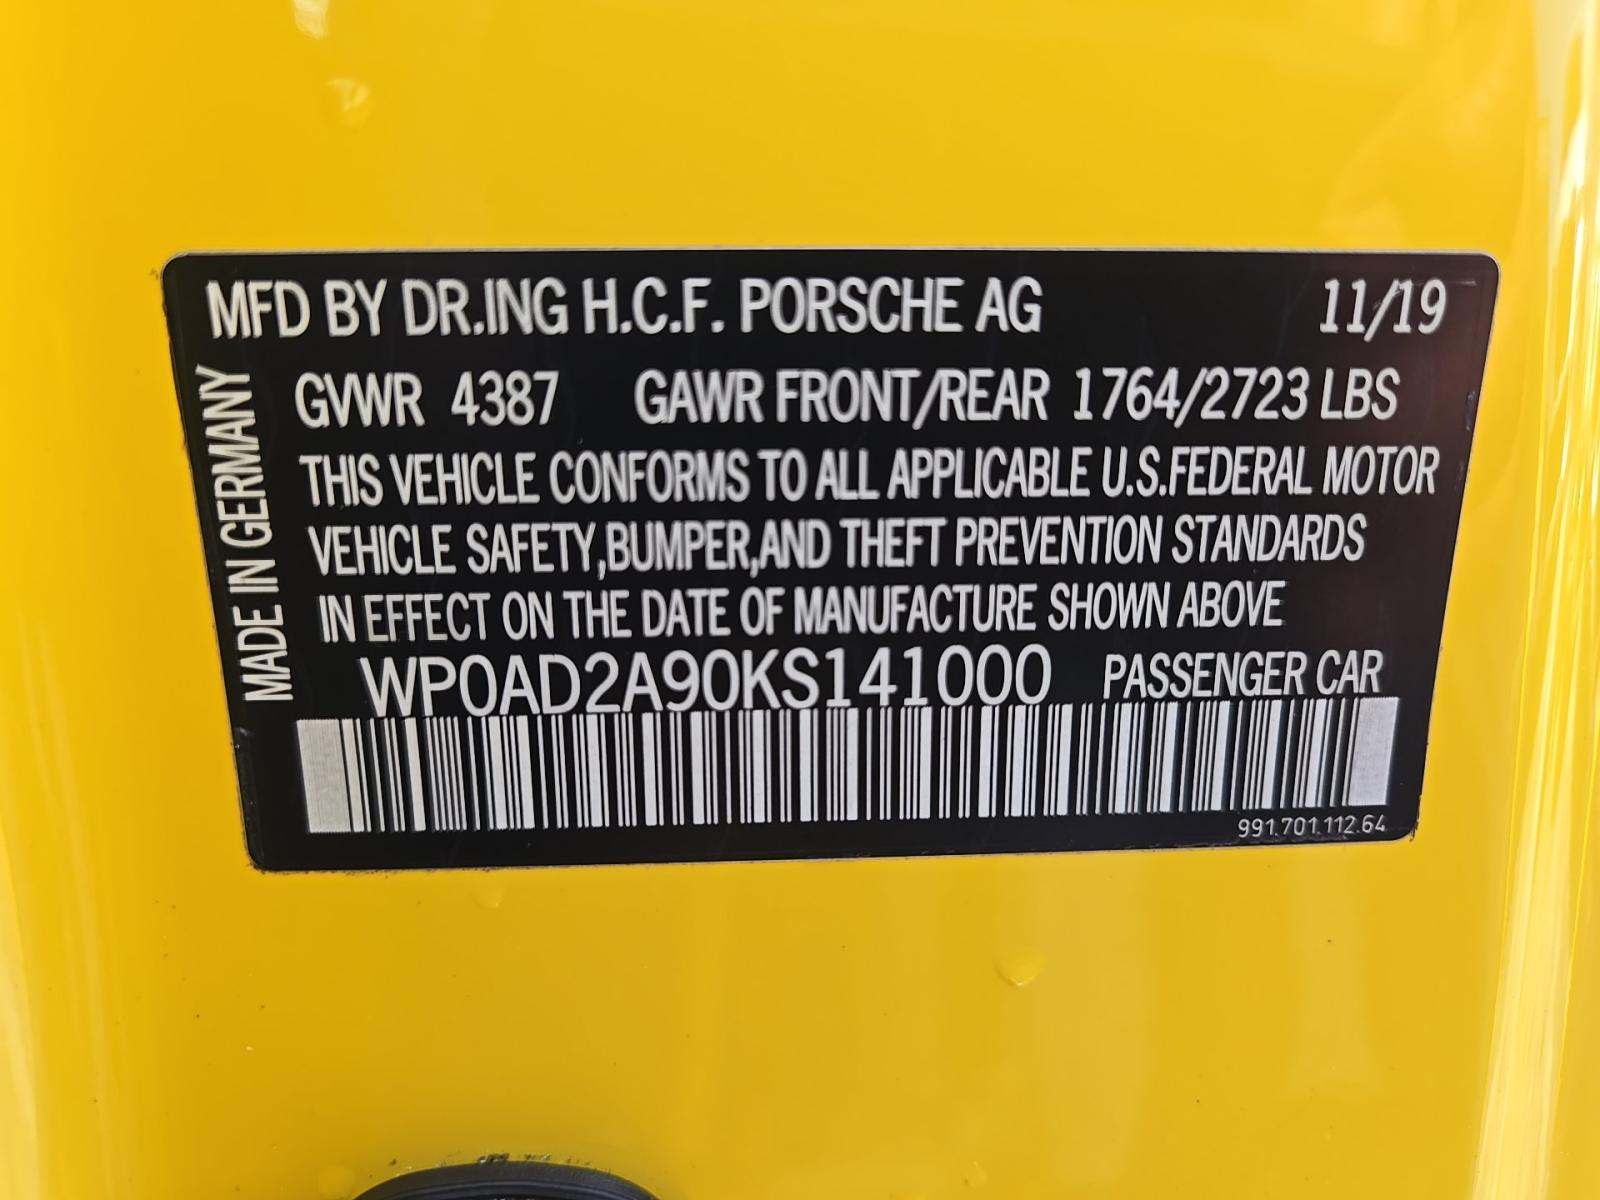 MFD BY DR.ING H.C.F. PORSCHE AG 11/19
GVWR 4387 GAWR FRONT/REAR 1764/2723 LBS
THIS VEHICLE CONFORMS TO ALL APPLICABLE U.S.FEDERAL MOTOR
VEHICLE SAFETY,BUMPER,AND THEFT PREVENTION STANDARDS
IN EFFECT ON THE DATE OF MANUFACTURE SHOWN ABOVE
WP0AD2A90KS141000 PASSENGER CAR
991.701.112.64
MADE IN GERMANY